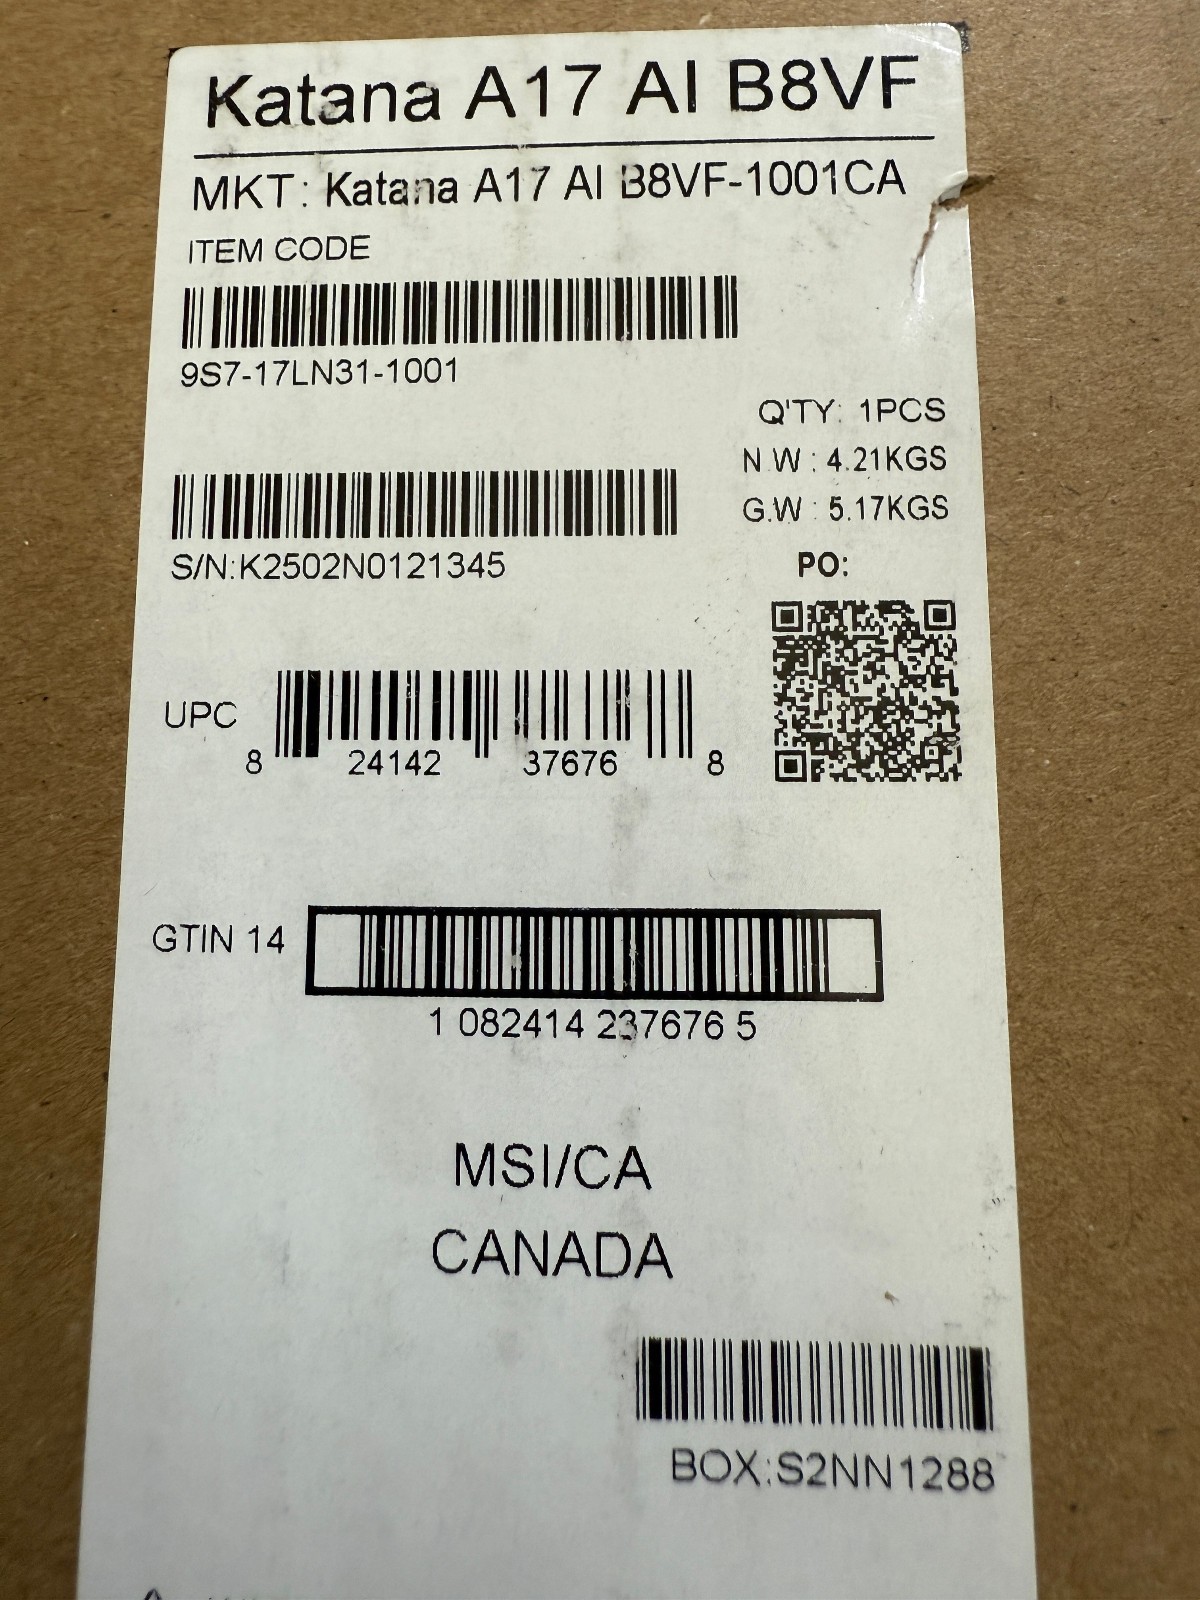 Katana A17 AI B8VF
MKT: Katana A17 AI B8VF-1001CA
ITEM CODE
9S7-17LN31-1001
Q'TY: 1PCS
N.W : 4.21KGS
G.W : 5.17KGS
S/N:K2502N0121345
PO:
UPC
8 24142 37676 8
GTIN 14
1 082414 237676 5
MSI/CA
CANADA
BOX:S2NN1288